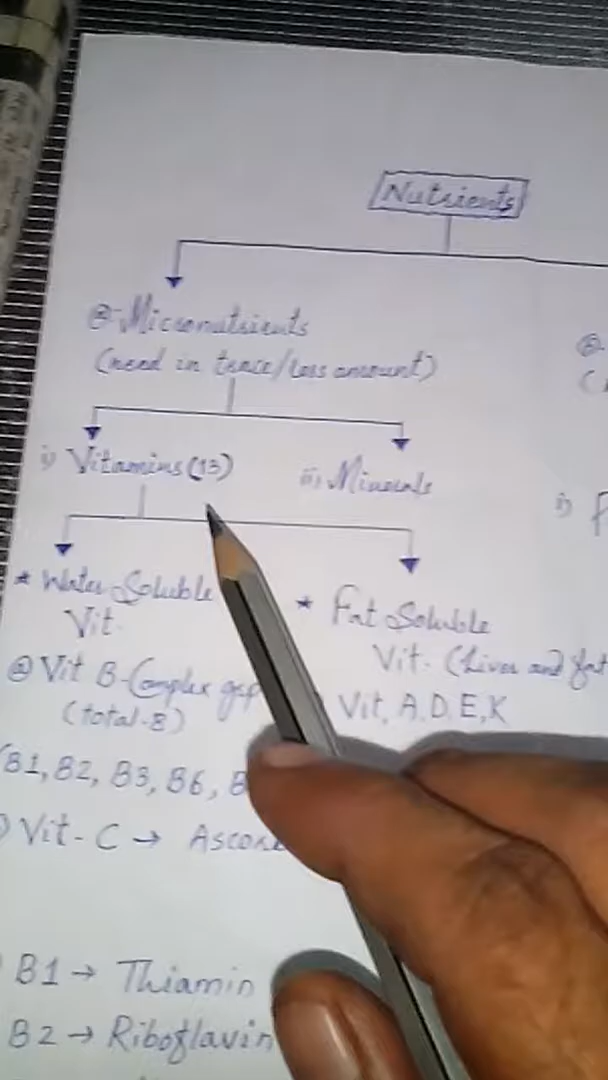 Nutrients
ⓐ-Micronutrients
(need in trace/less amount)
i) Vitamins (13)
ii) Minerals
i)
* Water Soluble
Vit.
* Fat Soluble
Vit. (Liver and fat
ⓐ Vit B-Complex grp
(total-8)
Vit, A, D, E, K
(B1, B2, B3, B6, B
) Vit-C → Ascor
B1 → Thiamin
B2 → Riboflavin